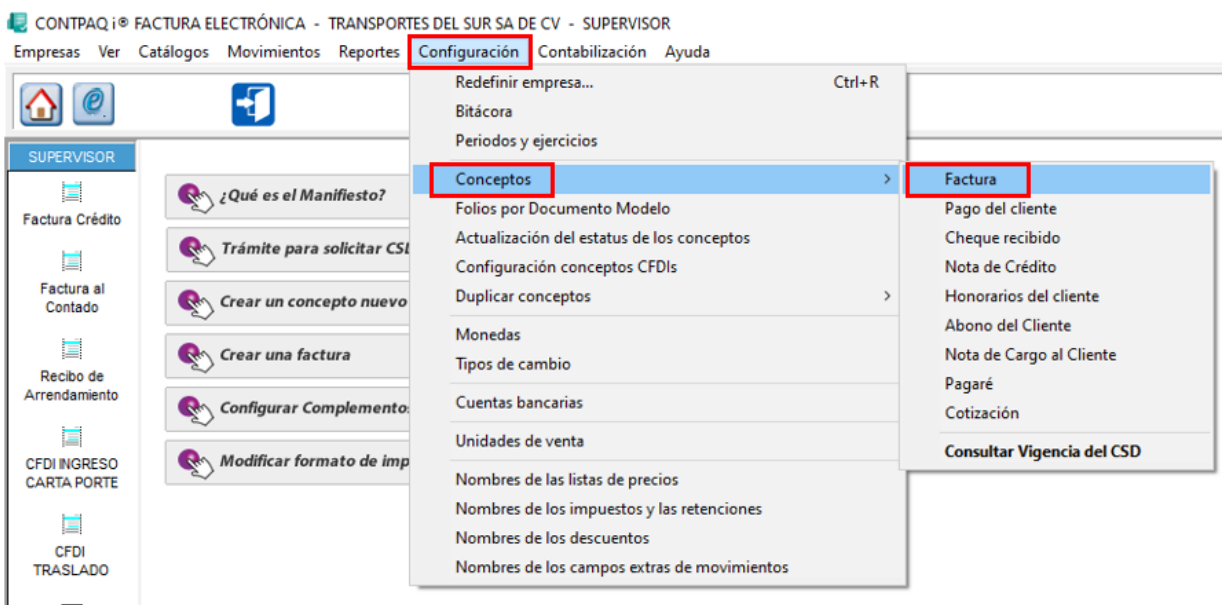 CONTPAQ i® FACTURA ELECTRÓNICA - TRANSPORTES DEL SUR SA DE CV - SUPERVISOR
Empresas Ver Catálogos Movimientos Reportes Configuración Contabilización Ayuda
SUPERVISOR
Factura Crédito
Factura al
Contado
Recibo de
Arrendamiento
CFDI INGRESO
CARTA PORTE
CFDI
TRASLADO
¿Qué es el Manifiesto?
Trámite para solicitar
Crear un concepto nuevo
Crear una factura
Configurar
Modificar formato de
Redefinir empresa... Ctrl+R
Bitácora
Periodos y ejercicios
Conceptos >
Folios por Documento Modelo
Actualización del estatus de los conceptos
Configuración conceptos CFDIs
Duplicar conceptos >
Monedas
Tipos de cambio
Cuentas bancarias
Unidades de venta
Nombres de las listas de precios
Nombres de los impuestos y las retenciones
Nombres de los descuentos
Nombres de los campos extras de movimientos
Factura
Pago del cliente
Cheque recibido
Nota de Crédito
Honorarios del cliente
Abono del Cliente
Nota de Cargo al Cliente
Pagaré
Cotización
Consultar Vigencia del CSD